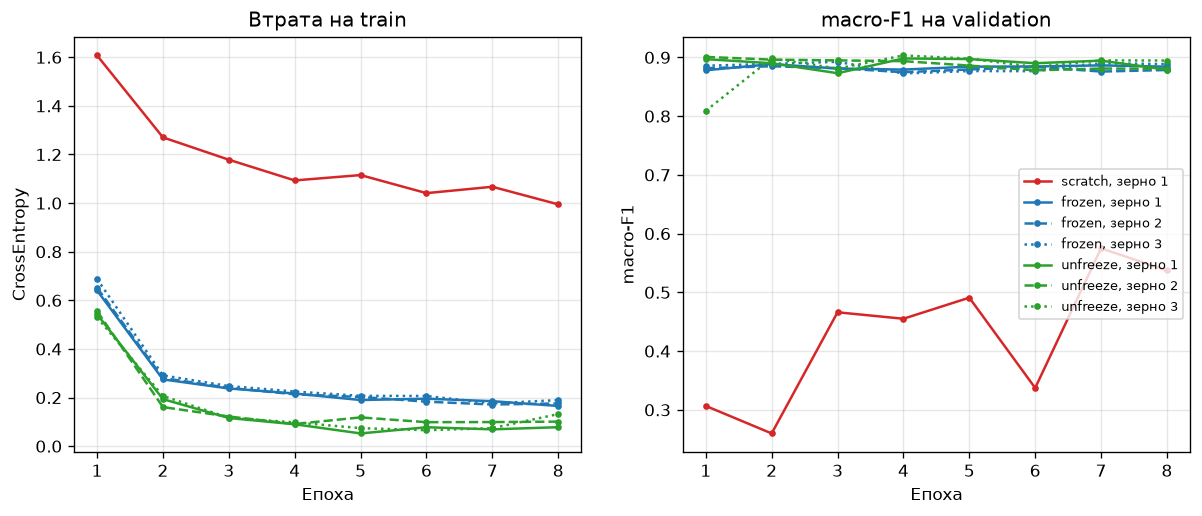 Втрата на train
CrossEntropy
1.6
1.4
1.2
1.0
0.8
0.6
0.4
0.2
0.0
1 2 3 4 5 6 7 8
Епоха
macro-F1 на validation
macro-F1
0.9
0.8
0.7
0.6
0.5
0.4
0.3
1 2 3 4 5 6 7 8
Епоха
scratch, зерно 1
frozen, зерно 1
frozen, зерно 2
frozen, зерно 3
unfreeze, зерно 1
unfreeze, зерно 2
unfreeze, зерно 3